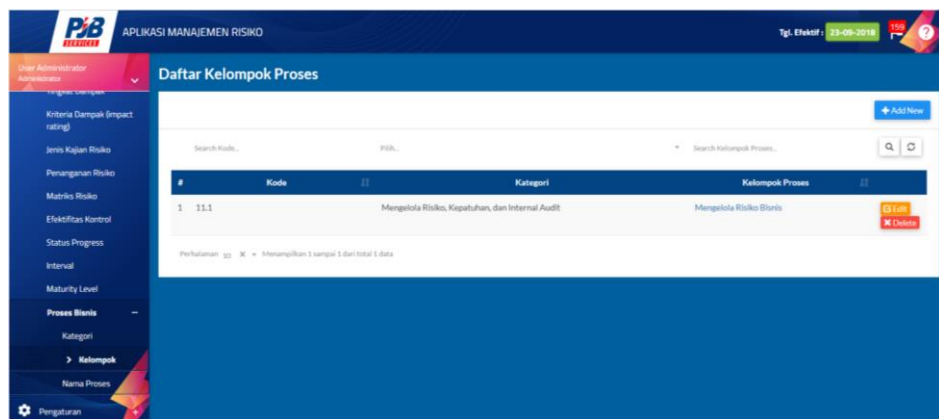 PJB
SERVICES
APLIKASI MANAJEMEN RISIKO
Tgl. Efektif : 23-09-2018
159
?
User Administrator
Administrator
Daftar Kelompok Proses
Tingkat Dampak
Kriteria Dampak (impact
rating)
Jenis Kajian Risiko
Penanganan Risiko
Matriks Risiko
Efektifitas Kontrol
Status Progress
Interval
Maturity Level
Proses Bisnis
Kategori
Kelompok
Nama Proses
Pengaturan
Add New
Search Kode..
Pilih..
Search Kelompok Proses..
# Kode Kategori Kelompok Proses
1 11.1 Mengelola Risiko, Kepatuhan, dan Internal Audit Mengelola Risiko Bisnis
Edit
Delete
Perhalaman 10 Menampilkan 1 sampai 1 dari total 1 data